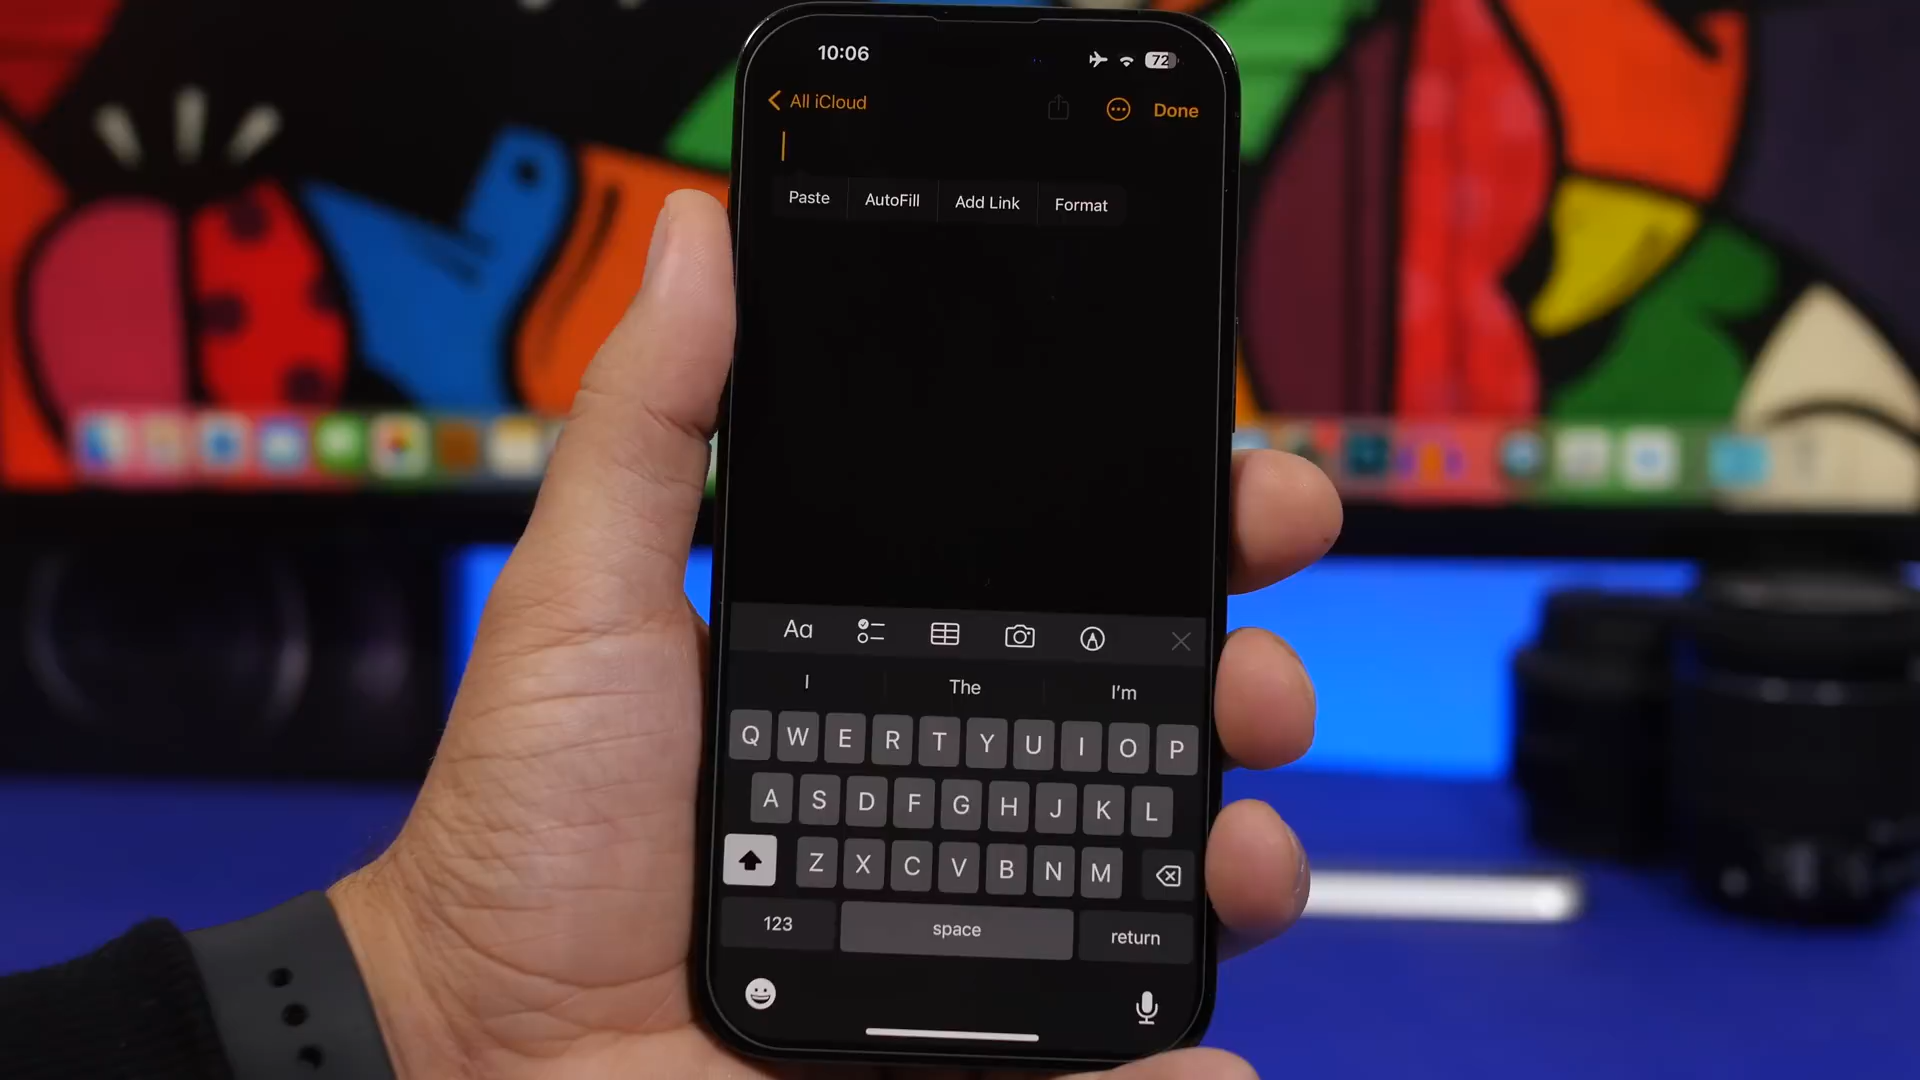 10:06
72
All iCloud
Done
Paste AutoFill Add Link Format
Aa
I The I'm
Q W E R T Y U I O P
A S D F G H J K L
Z X C V B N M
123 space return